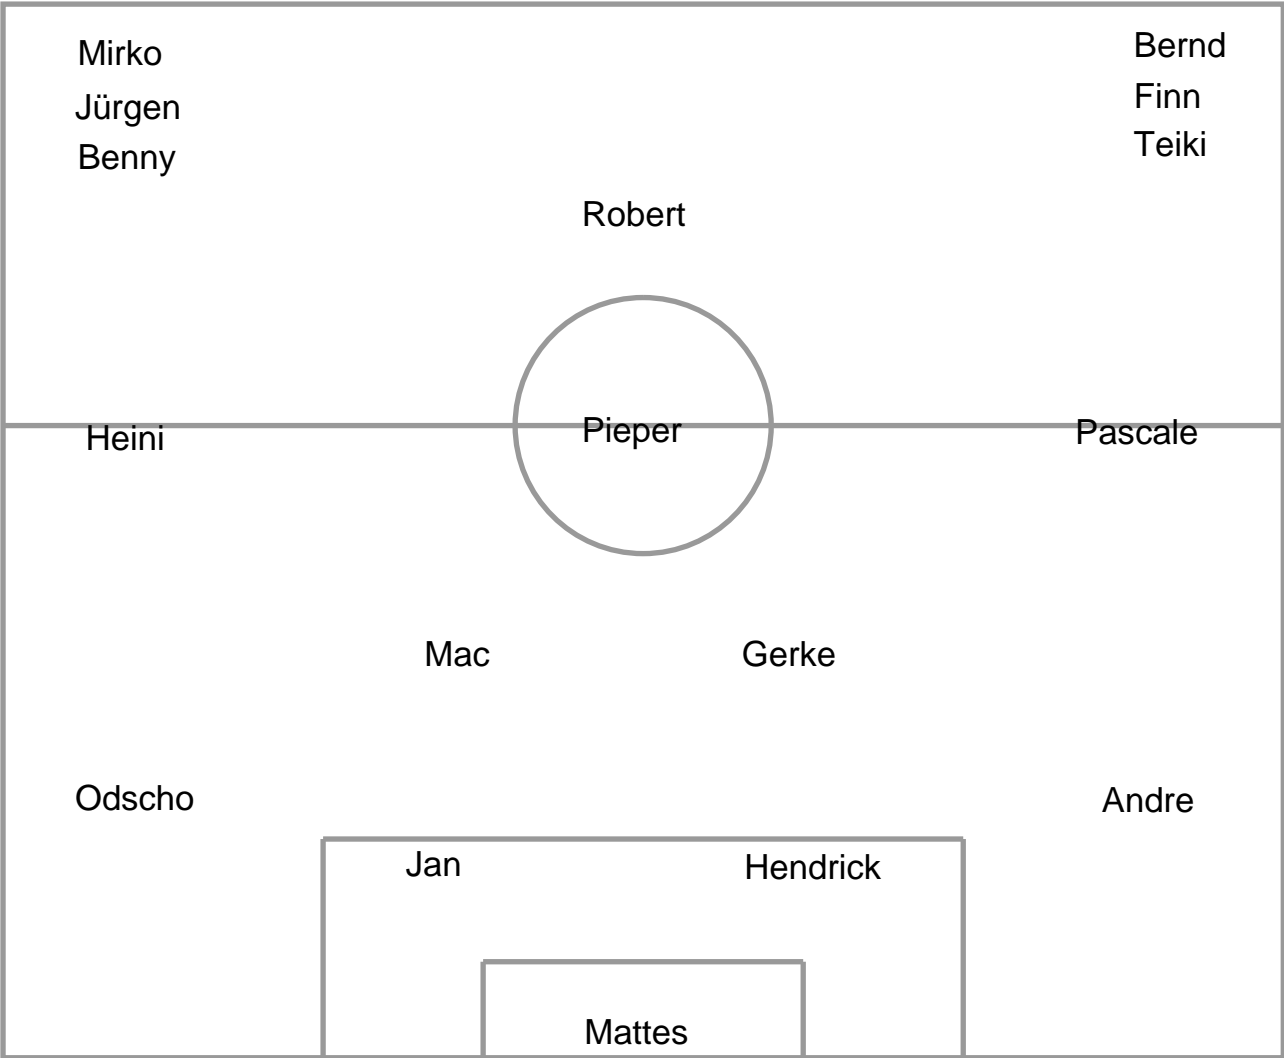 Mirko
Bernd
Jürgen
Finn
Benny
Teiki
Robert
Heini
Pieper
Pascale
Mac
Gerke
Odscho
Andre
Jan
Hendrick
Mattes